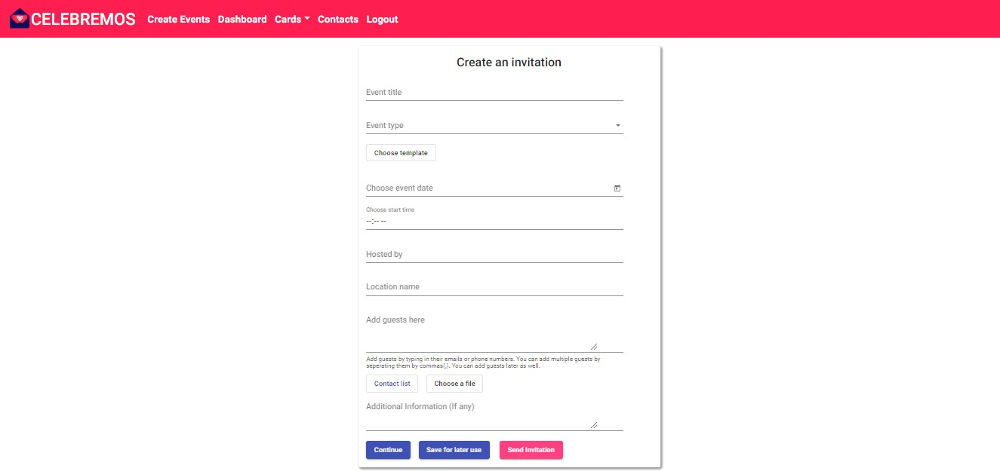 CELEBREMOS Create Events Dashboard Cards Contacts Logout
Create an invitation
Event title
Event type
Choose template
Choose event date
Choose start time
--:-- --
Hosted by
Location name
Add guests here
Add guests by typing in their emails or phone numbers. You can add multiple guests by
seperating them by commas(,). You can add guests later as well.
Contact list Choose a file
Additional Information (If any)
Continue Save for later use Send Invitation